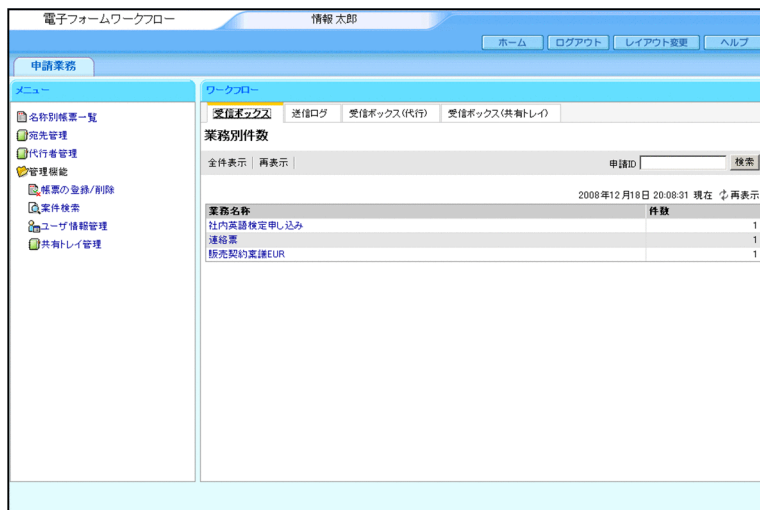 電子フォームワークフロー 情報 太郎
ホーム ログアウト レイアウト変更 ヘルプ
申請業務
メニュー
名称別帳票一覧
宛先管理
代行者管理
管理機能
帳票の登録/削除
案件検索
ユーザ情報管理
共有トレイ管理
ワークフロー
受信ボックス 送信ログ 受信ボックス(代行) 受信ボックス(共有トレイ)
業務別件数
全件表示 再表示 申請ID 検索
2008年12月18日 20:08:31 現在 再表示
業務名称 件数
社内英語検定申し込み 1
連絡票 1
販売契約稟議EUR 1